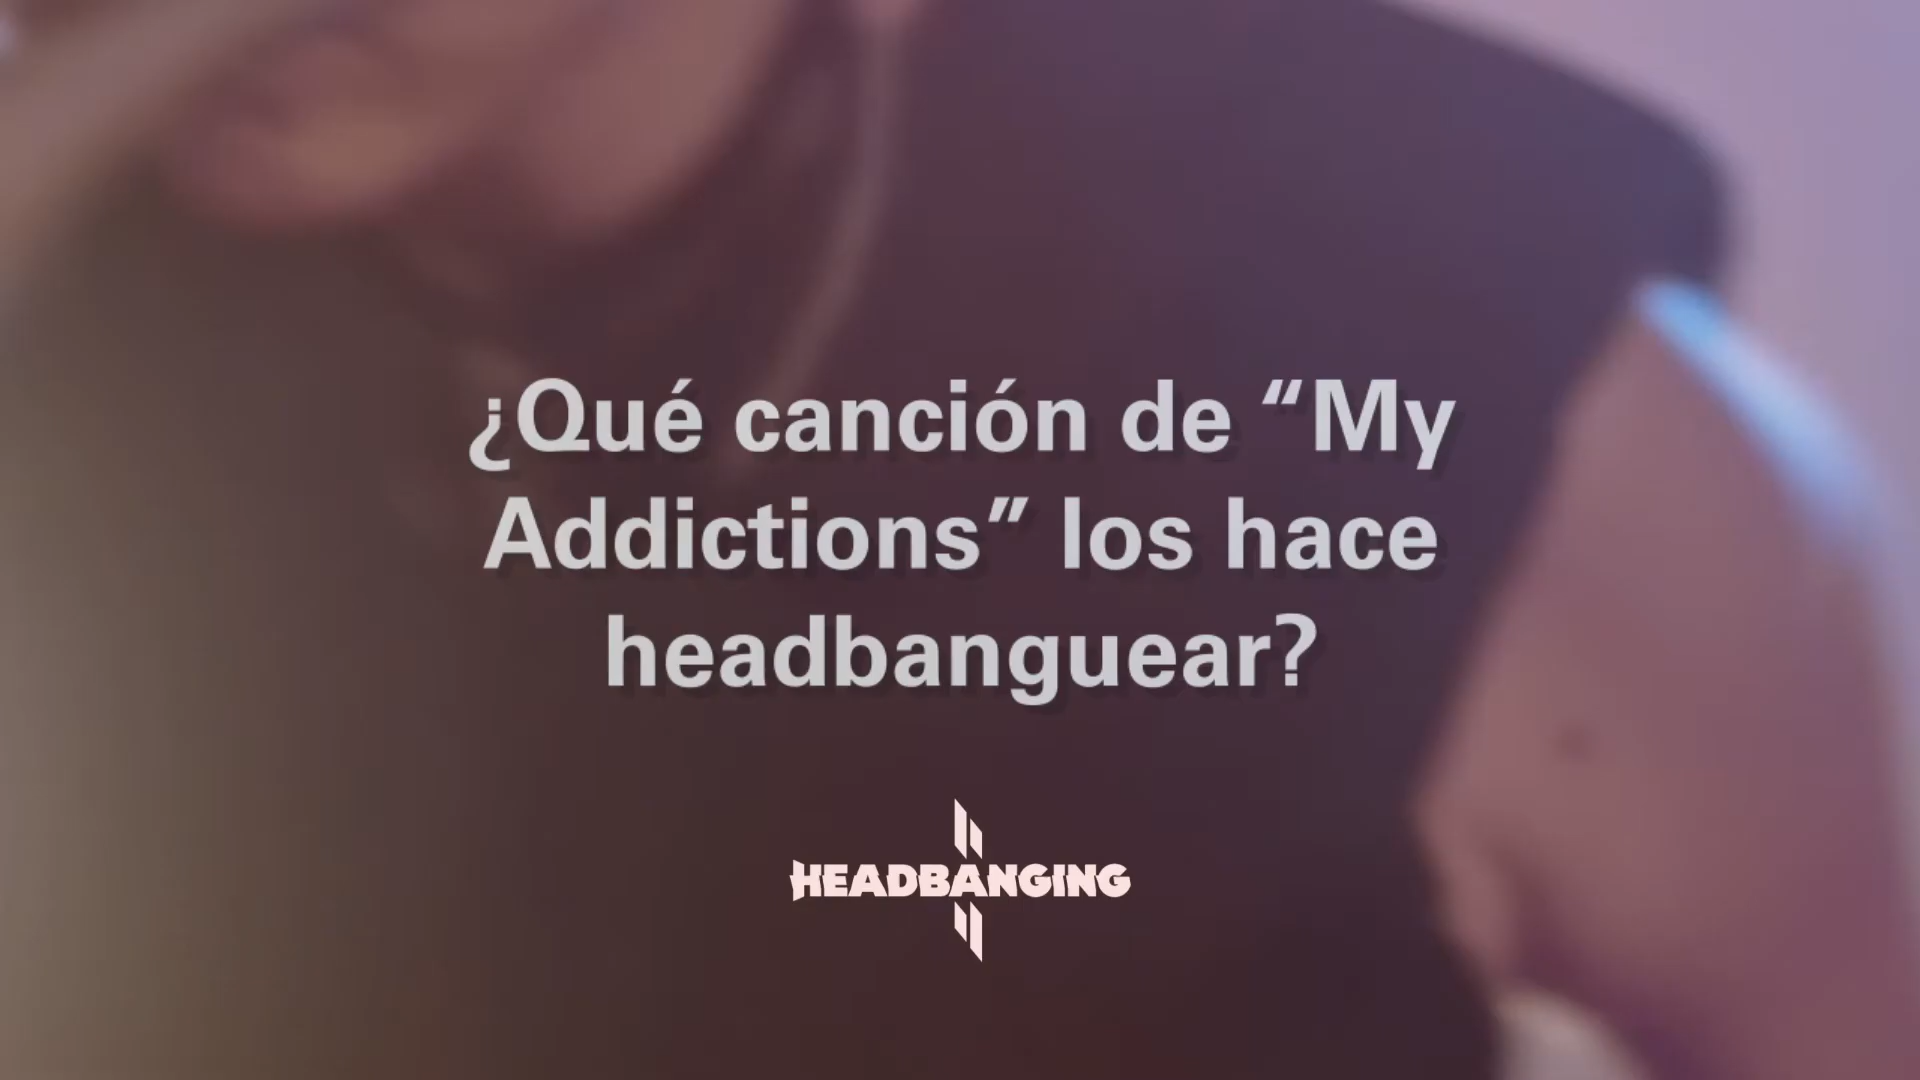 ¿Qué canción de “My
Addictions” los hace
headbanguear?
HEADBANGING